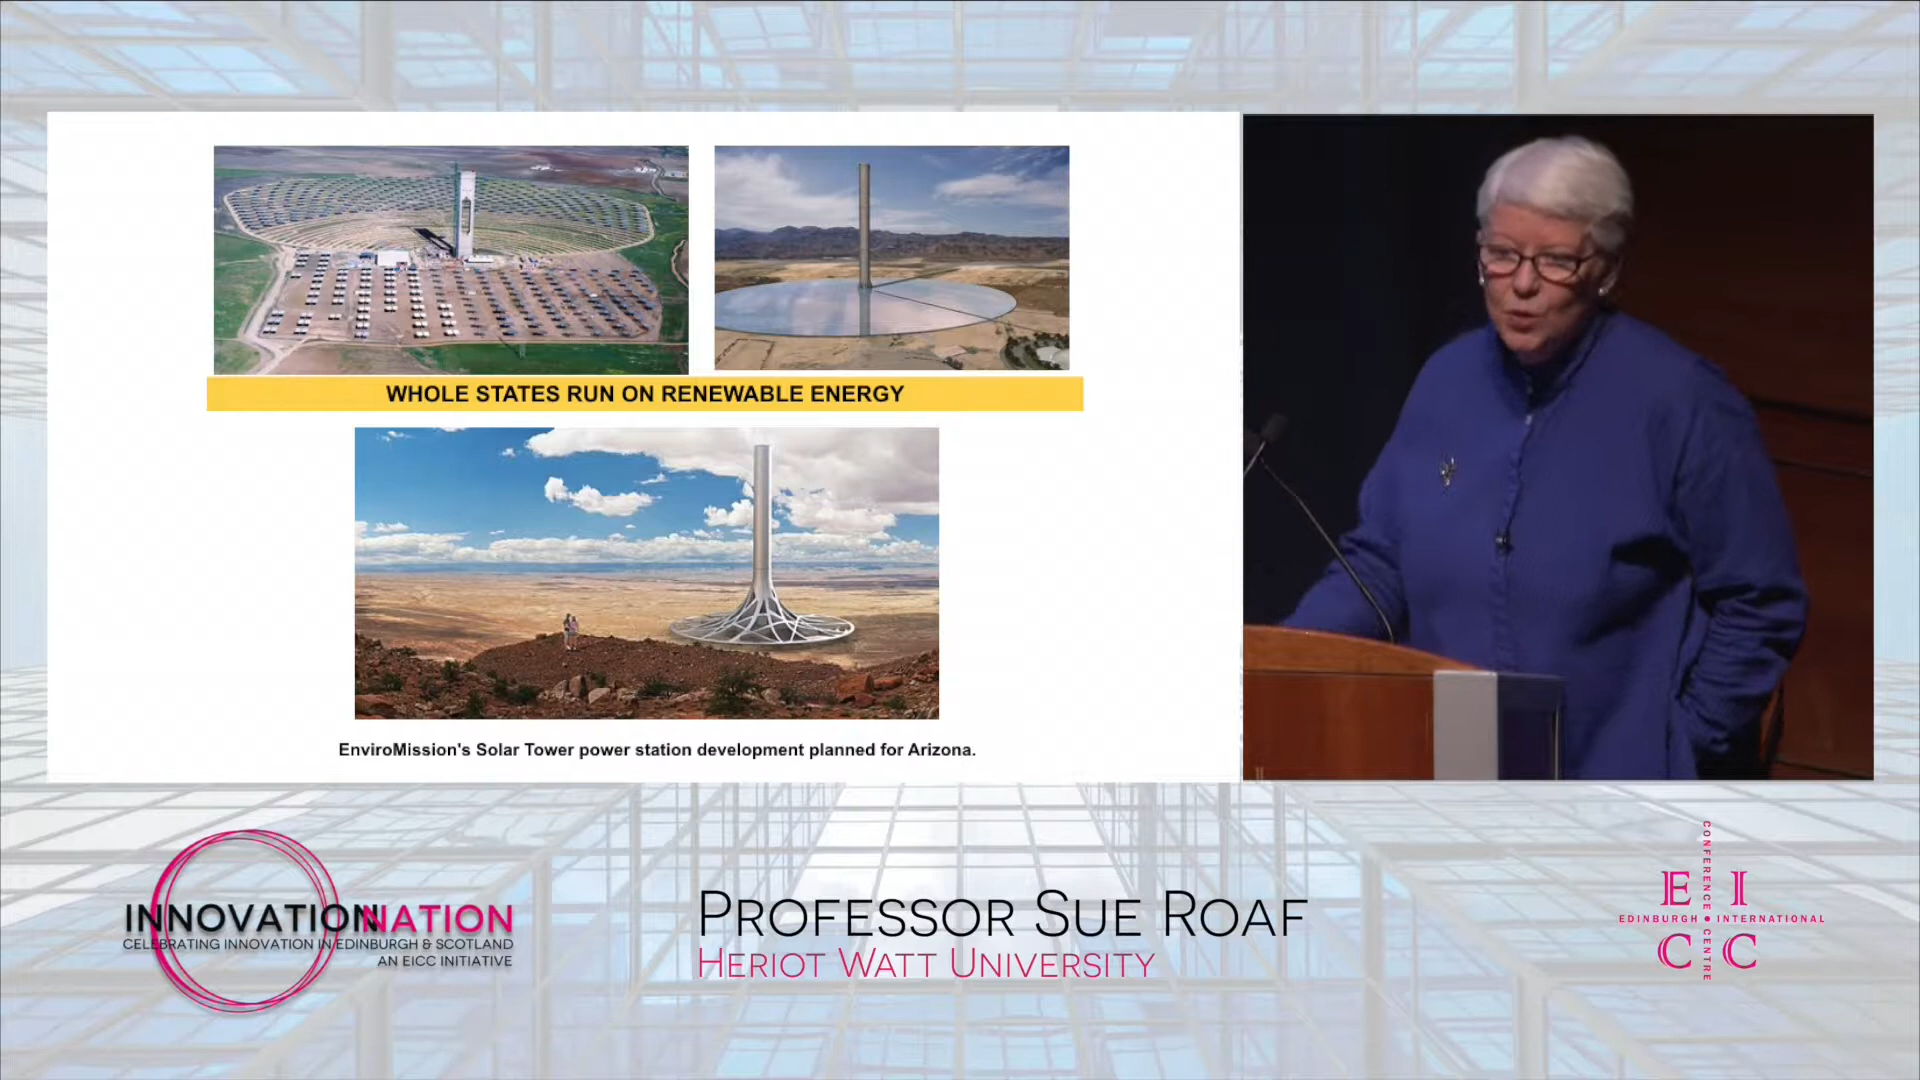 WHOLE STATES RUN ON RENEWABLE ENERGY
EnviroMission's Solar Tower power station development planned for Arizona.
INNOVATIONNATION
CELEBRATING INNOVATION IN EDINBURGH & SCOTLAND
AN EICC INITIATIVE
PROFESSOR SUE ROAF
HERIOT WATT UNIVERSITY
E I
EDINBURGH • INTERNATIONAL
C C
CONFERENCE • CENTRE